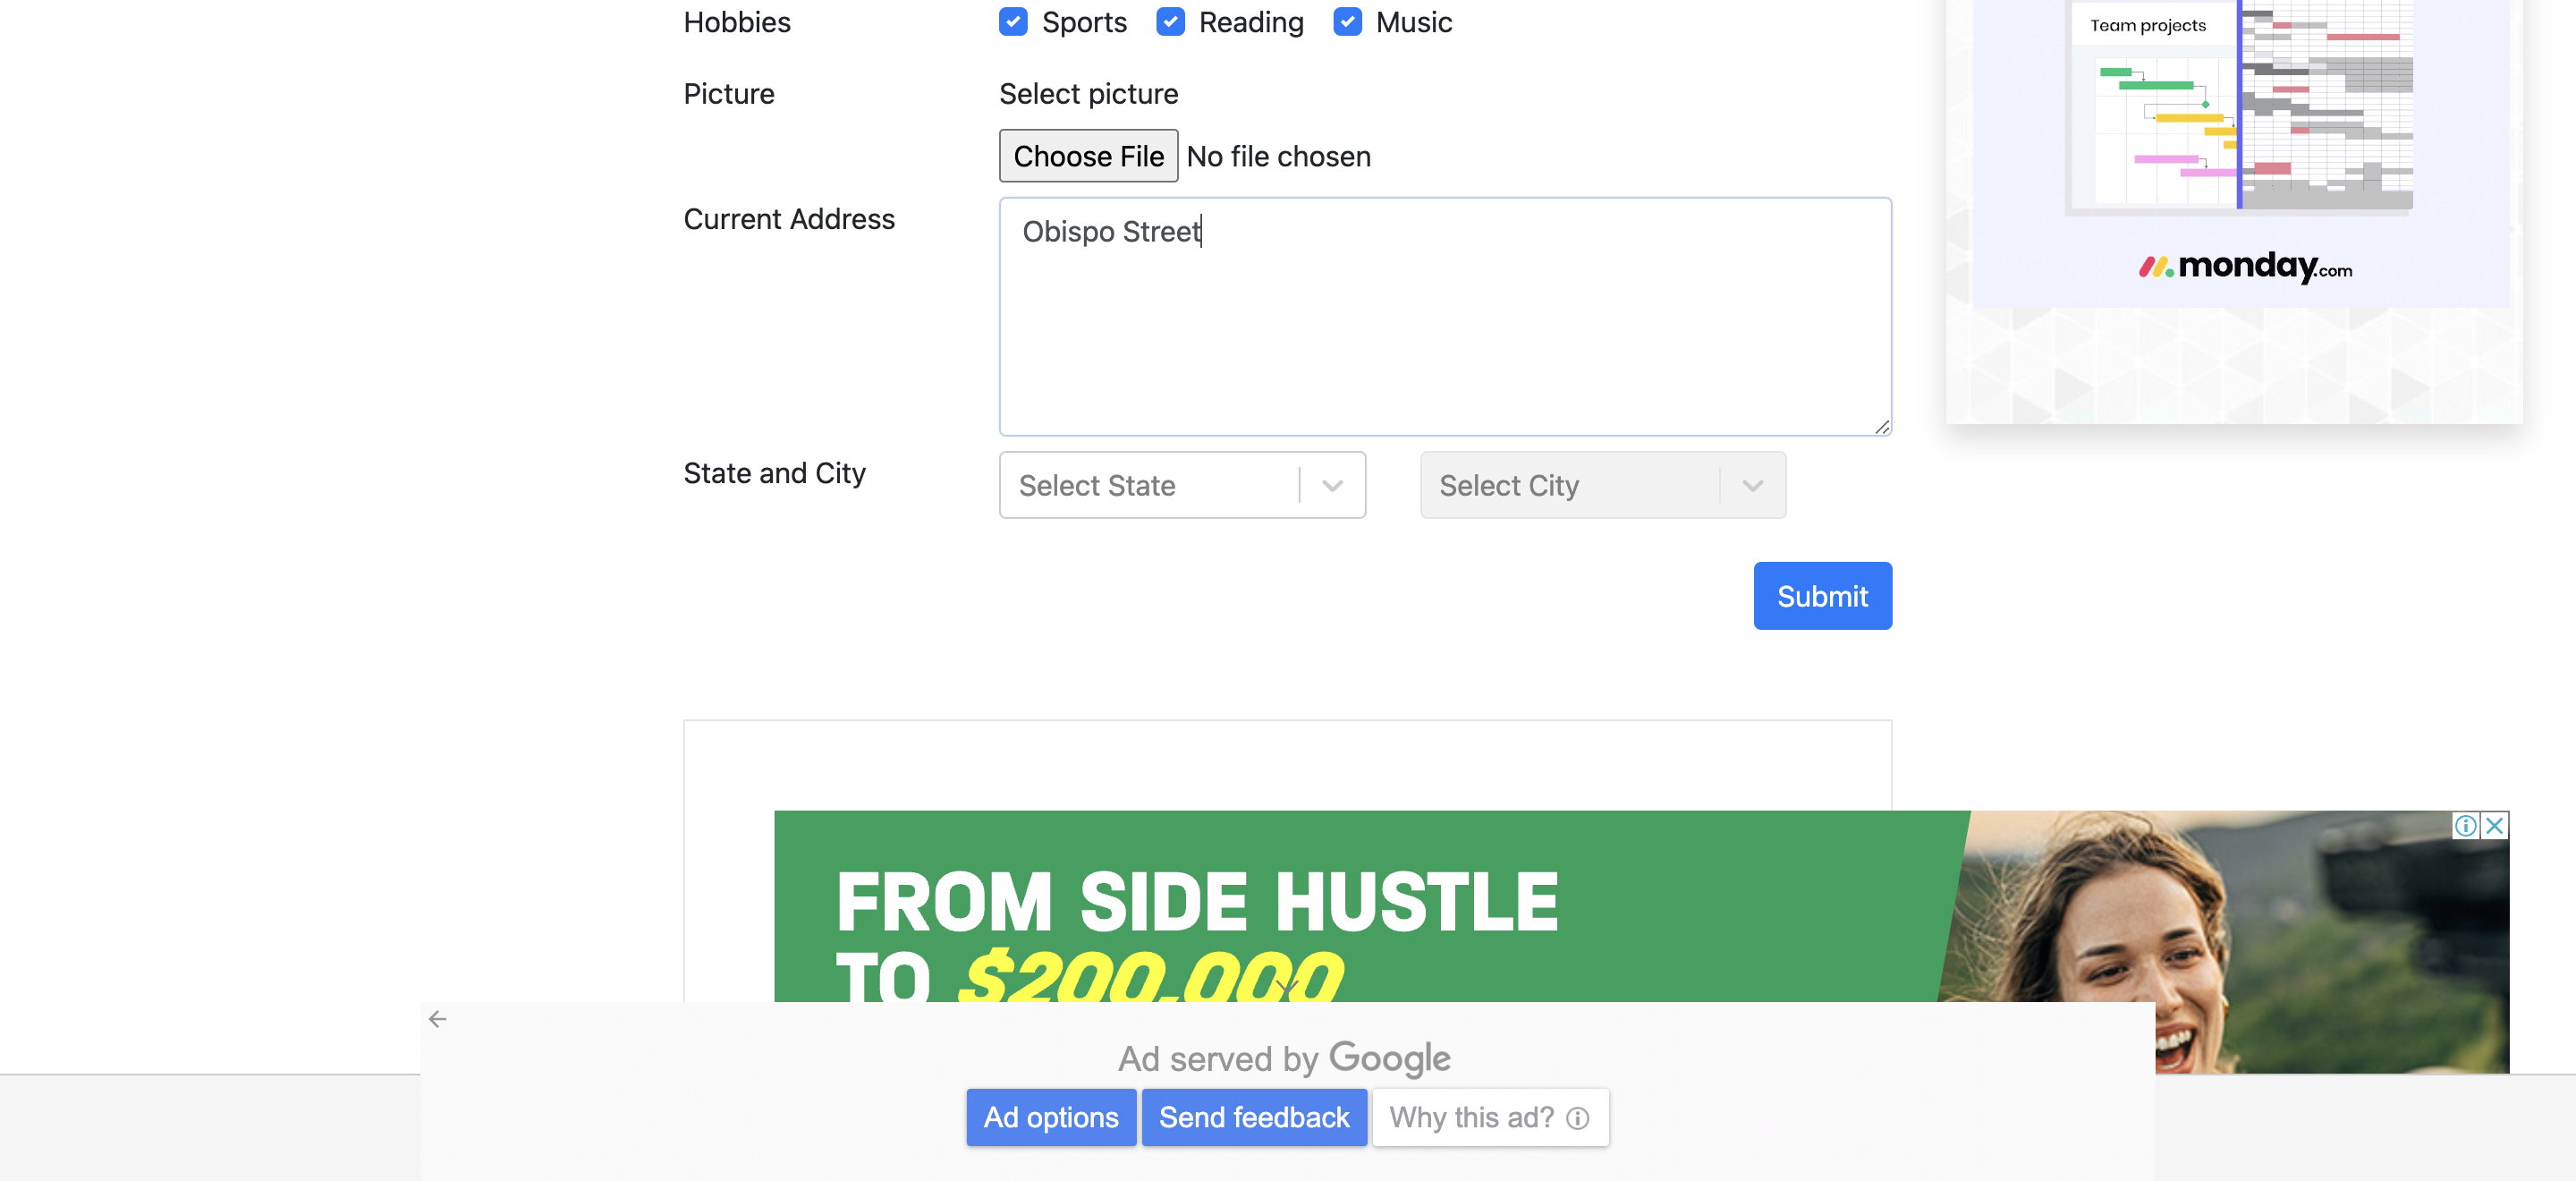 Hobbies
Sports
Reading
Music
Picture
Select picture
Choose File
No file chosen
Current Address
Obispo Street
State and City
Select State
Select City
Submit
Team projects
monday.com
FROM SIDE HUSTLE
TO $200,000
Ad served by Google
Ad options
Send feedback
Why this ad?